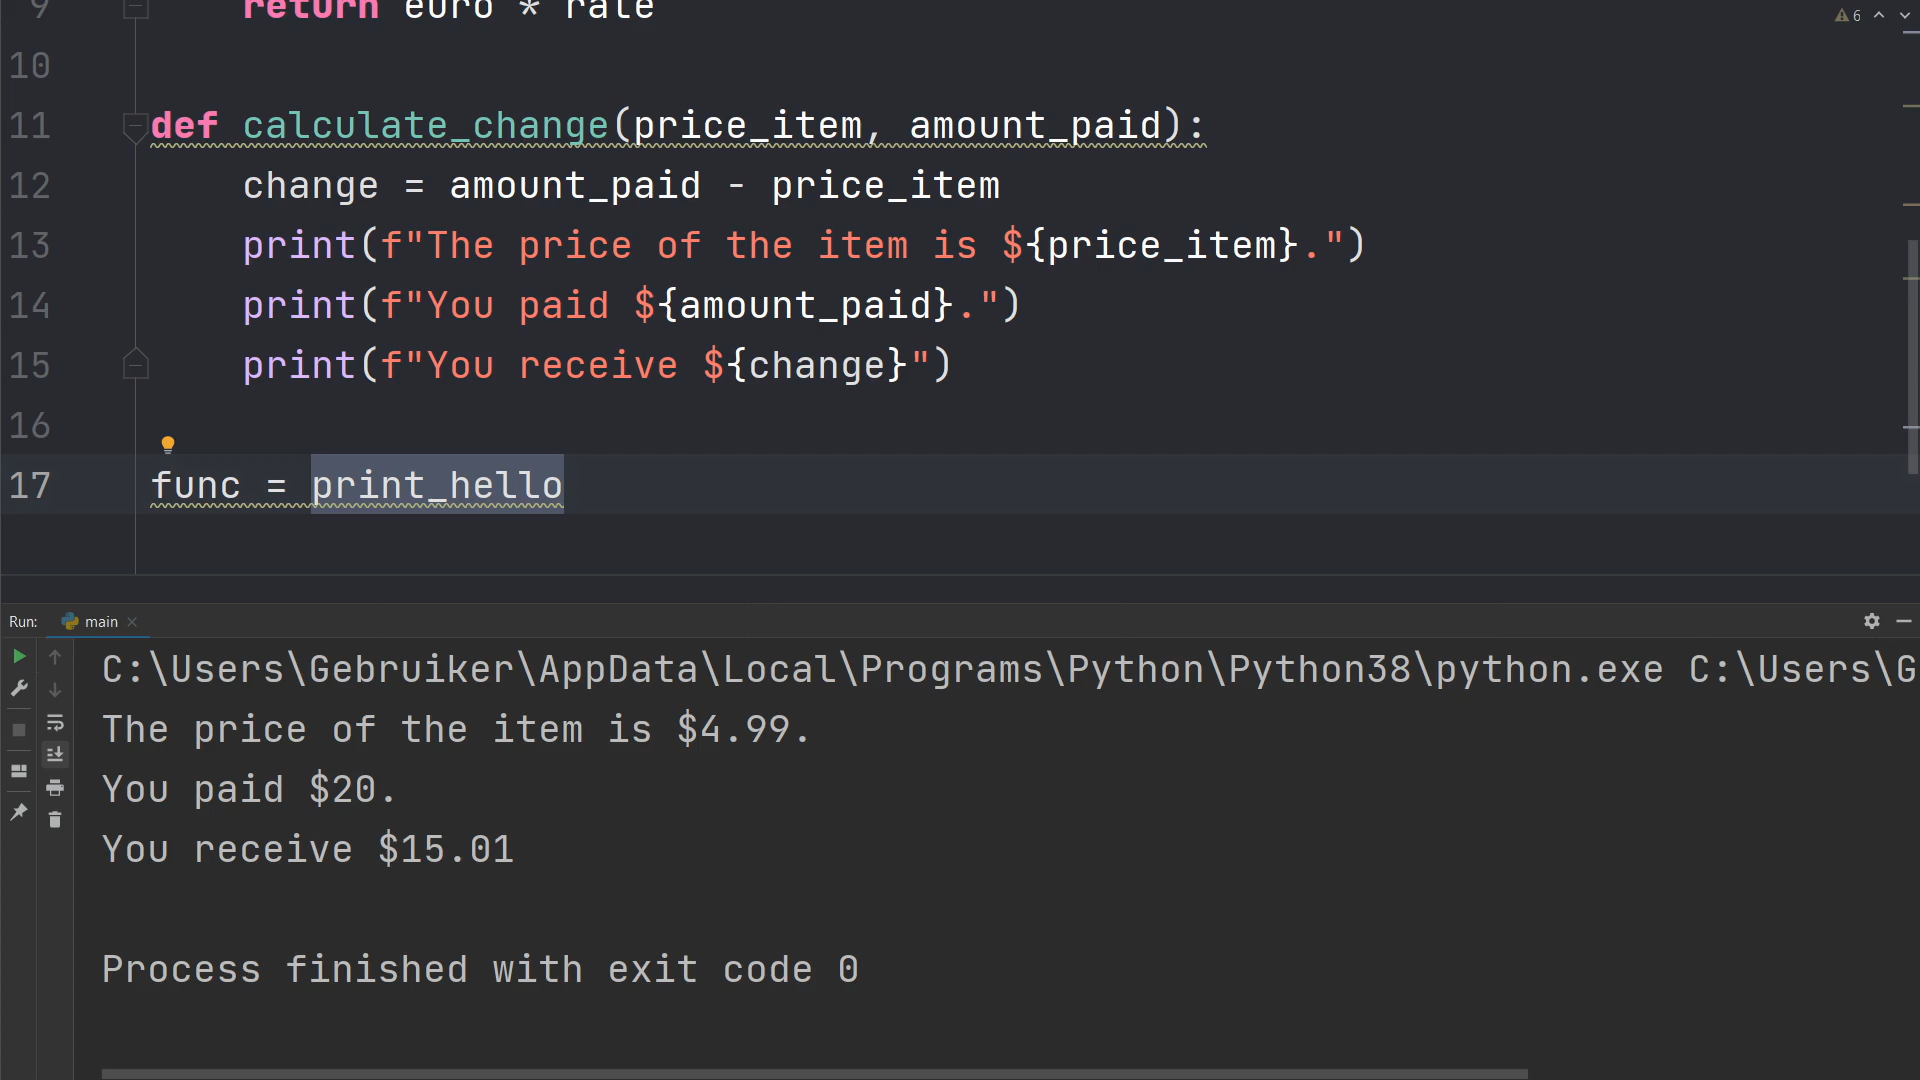 9 return euro * rate
6
10
11 def calculate_change(price_item, amount_paid):
12 change = amount_paid - price_item
13 print(f"The price of the item is ${price_item}.")
14 print(f"You paid ${amount_paid}.")
15 print(f"You receive ${change}")
16
17 func = print_hello
Run: main
C:\Users\Gebruiker\AppData\Local\Programs\Python\Python38\python.exe C:\Users\G
The price of the item is $4.99.
You paid $20.
You receive $15.01
Process finished with exit code 0